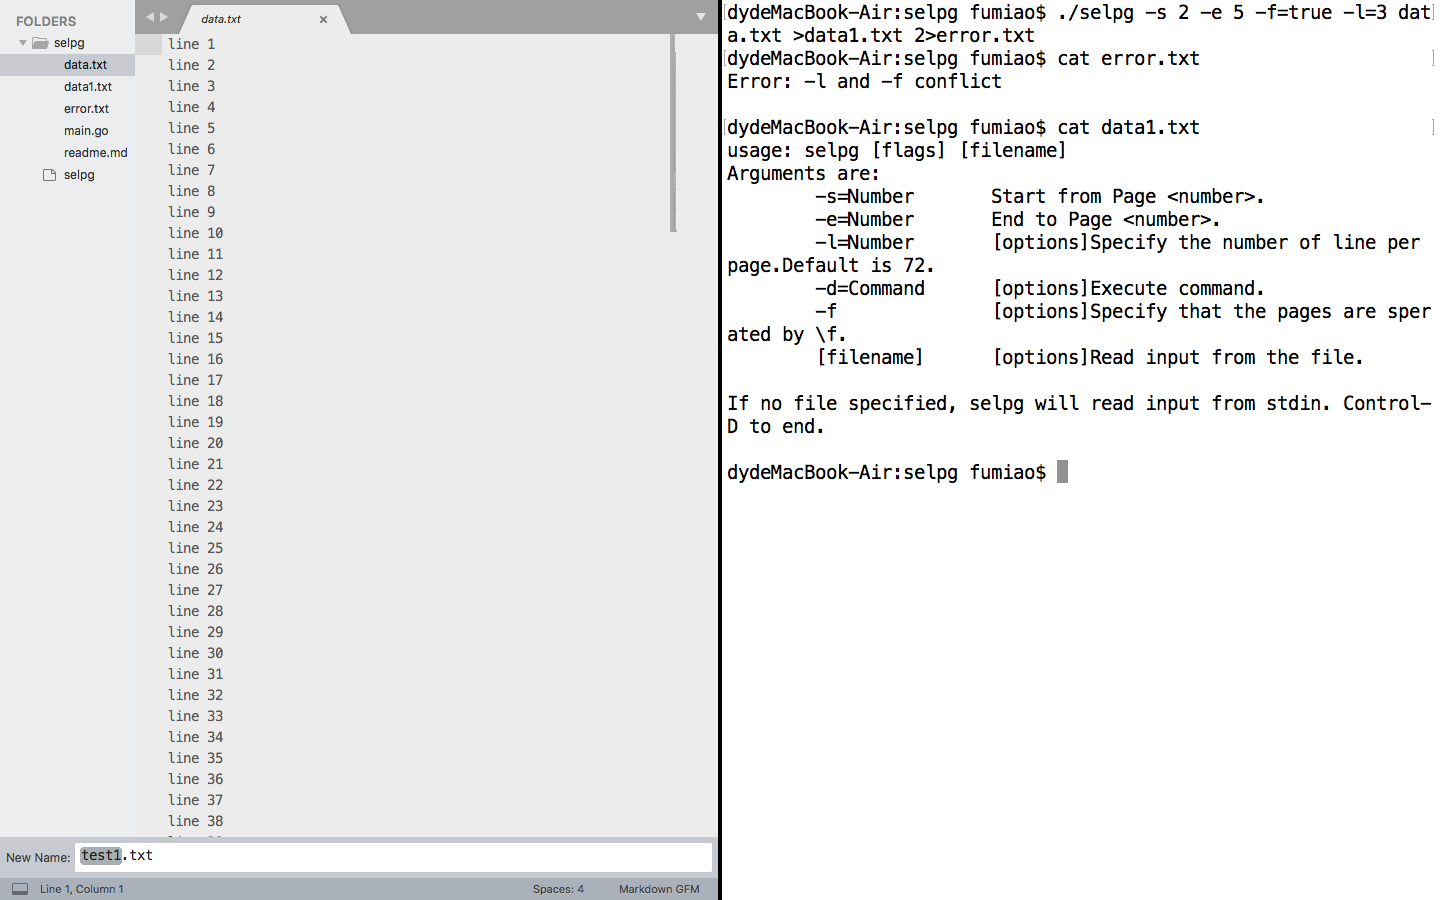 FOLDERS
selpg
data.txt
data1.txt
error.txt
main.go
readme.md
selpg
data.txt
line 1
line 2
line 3
line 4
line 5
line 6
line 7
line 8
line 9
line 10
line 11
line 12
line 13
line 14
line 15
line 16
line 17
line 18
line 19
line 20
line 21
line 22
line 23
line 24
line 25
line 26
line 27
line 28
line 29
line 30
line 31
line 32
line 33
line 34
line 35
line 36
line 37
line 38
New Name: test1.txt
Line 1, Column 1
Spaces: 4
Markdown GFM
dydeMacBook-Air:selpg fumiao$ ./selpg -s 2 -e 5 -f=true -l=3 dat
a.txt >data1.txt 2>error.txt
dydeMacBook-Air:selpg fumiao$ cat error.txt
Error: -l and -f conflict
dydeMacBook-Air:selpg fumiao$ cat data1.txt
usage: selpg [flags] [filename]
Arguments are:
-s=Number Start from Page <number>.
-e=Number End to Page <number>.
-l=Number [options]Specify the number of line per
page.Default is 72.
-d=Command [options]Execute command.
-f [options]Specify that the pages are sper
ated by \f.
[filename] [options]Read input from the file.
If no file specified, selpg will read input from stdin. Control-
D to end.
dydeMacBook-Air:selpg fumiao$